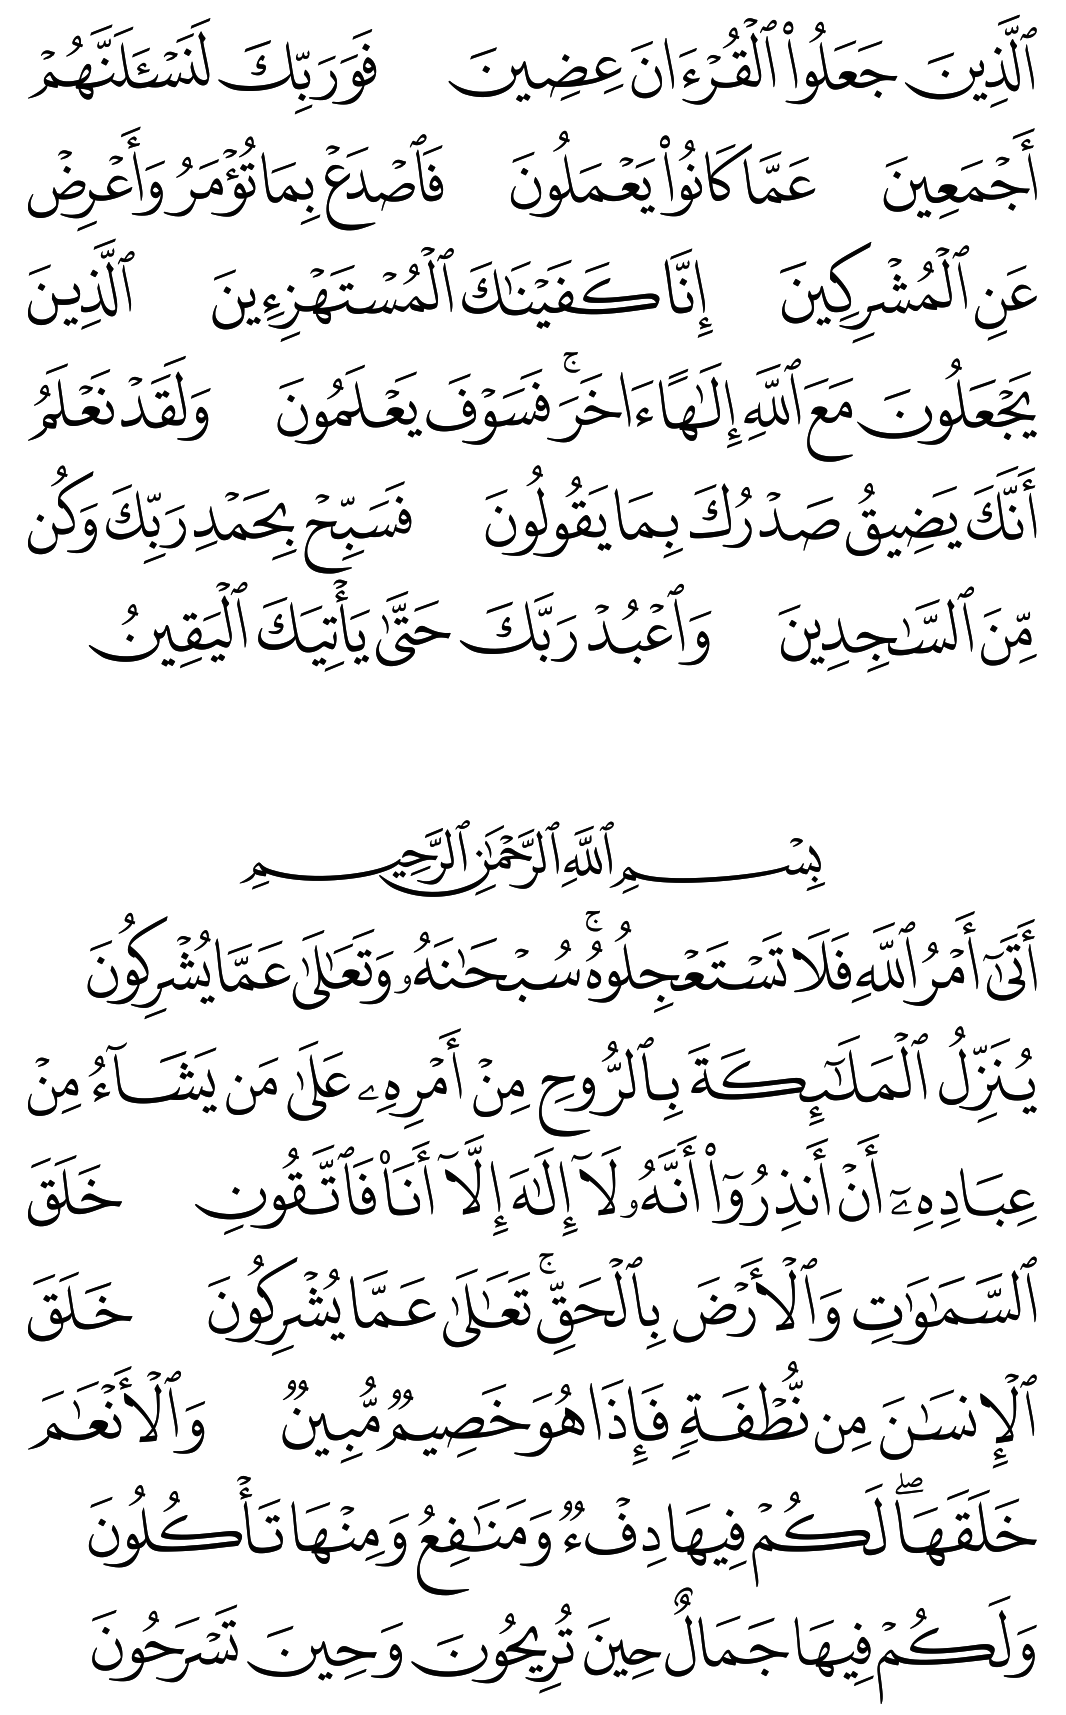 ٱلَّذِينَ جَعَلُوا۟ ٱلْقُرْءَانَ عِضِينَ فَوَرَبِّكَ لَنَسْـَٔلَنَّهُمْ
أَجْمَعِينَ عَمَّا كَانُوا۟ يَعْمَلُونَ فَٱصْدَعْ بِمَا تُؤْمَرُ وَأَعْرِضْ
عَنِ ٱلْمُشْرِكِينَ إِنَّا كَفَيْنَـٰكَ ٱلْمُسْتَهْزِءِينَ ٱلَّذِينَ
يَجْعَلُونَ مَعَ ٱللَّهِ إِلَـٰهًا ءَاخَرَ ۚ فَسَوْفَ يَعْلَمُونَ وَلَقَدْ نَعْلَمُ
أَنَّكَ يَضِيقُ صَدْرُكَ بِمَا يَقُولُونَ فَسَبِّحْ بِحَمْدِ رَبِّكَ وَكُن
مِّنَ ٱلسَّـٰجِدِينَ وَٱعْبُدْ رَبَّكَ حَتَّىٰ يَأْتِيَكَ ٱلْيَقِينُ
بِسْمِ ٱللَّهِ ٱلرَّحْمَـٰنِ ٱلرَّحِيمِ
أَتَىٰٓ أَمْرُ ٱللَّهِ فَلَا تَسْتَعْجِلُوهُ ۚ سُبْحَـٰنَهُۥ وَتَعَـٰلَىٰ عَمَّا يُشْرِكُونَ
يُنَزِّلُ ٱلْمَلَـٰٓئِكَةَ بِٱلرُّوحِ مِنْ أَمْرِهِۦ عَلَىٰ مَن يَشَآءُ مِنْ
عِبَادِهِۦٓ أَنْ أَنذِرُوٓا۟ أَنَّهُۥ لَآ إِلَـٰهَ إِلَّآ أَنَا۠ فَٱتَّقُونِ خَلَقَ
ٱلسَّمَـٰوَٰتِ وَٱلْأَرْضَ بِٱلْحَقِّ ۚ تَعَـٰلَىٰ عَمَّا يُشْرِكُونَ خَلَقَ
ٱلْإِنسَـٰنَ مِن نُّطْفَةٍ فَإِذَا هُوَ خَصِيمٌ مُّبِينٌ وَٱلْأَنْعَـٰمَ
خَلَقَهَا ۗ لَكُمْ فِيهَا دِفْءٌ وَمَنَـٰفِعُ وَمِنْهَا تَأْكُلُونَ
وَلَكُمْ فِيهَا جَمَالٌ حِينَ تُرِيحُونَ وَحِينَ تَسْرَحُونَ